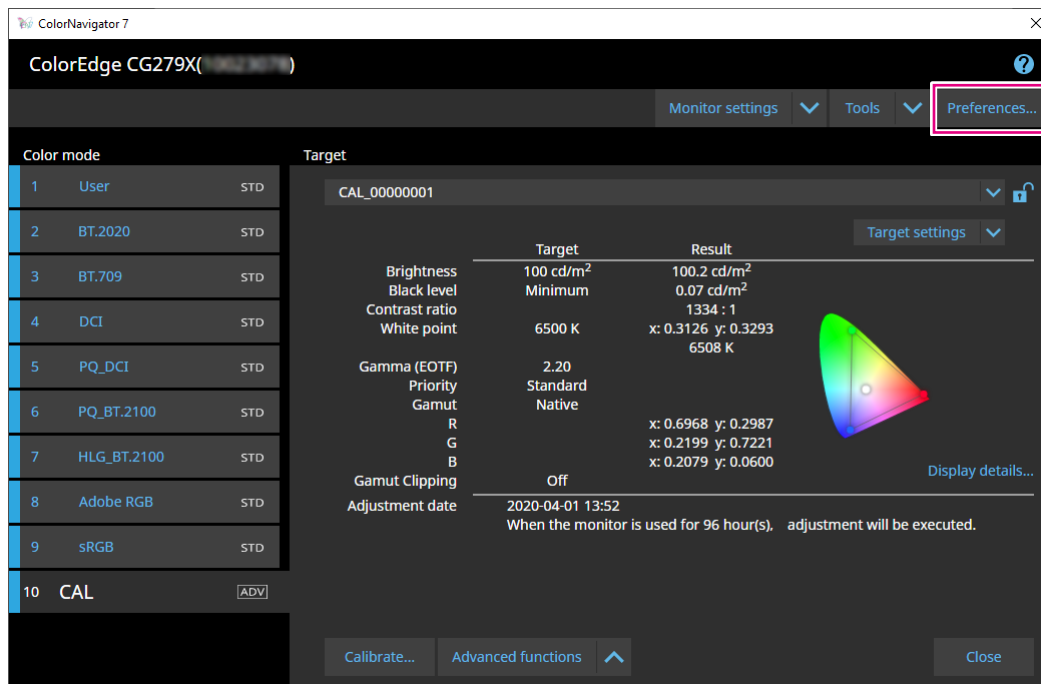 ColorNavigator 7
ColorEdge CG279X( )
Monitor settings Tools Preferences...
Color mode
Target
1 User STD
2 BT.2020 STD
3 BT.709 STD
4 DCI STD
5 PQ_DCI STD
6 PQ_BT.2100 STD
7 HLG_BT.2100 STD
8 Adobe RGB STD
9 sRGB STD
10 CAL ADV
CAL_00000001
Target settings
Target Result
Brightness 100 cd/m2 100.2 cd/m2
Black level Minimum 0.07 cd/m2
Contrast ratio 1334 : 1
White point 6500 K x: 0.3126 y: 0.3293
6508 K
Gamma (EOTF) 2.20
Priority Standard
Gamut Native
R x: 0.6968 y: 0.2987
G x: 0.2199 y: 0.7221
B x: 0.2079 y: 0.0600
Gamut Clipping Off
Display details...
Adjustment date 2020-04-01 13:52
When the monitor is used for 96 hour(s), adjustment will be executed.
Calibrate... Advanced functions Close